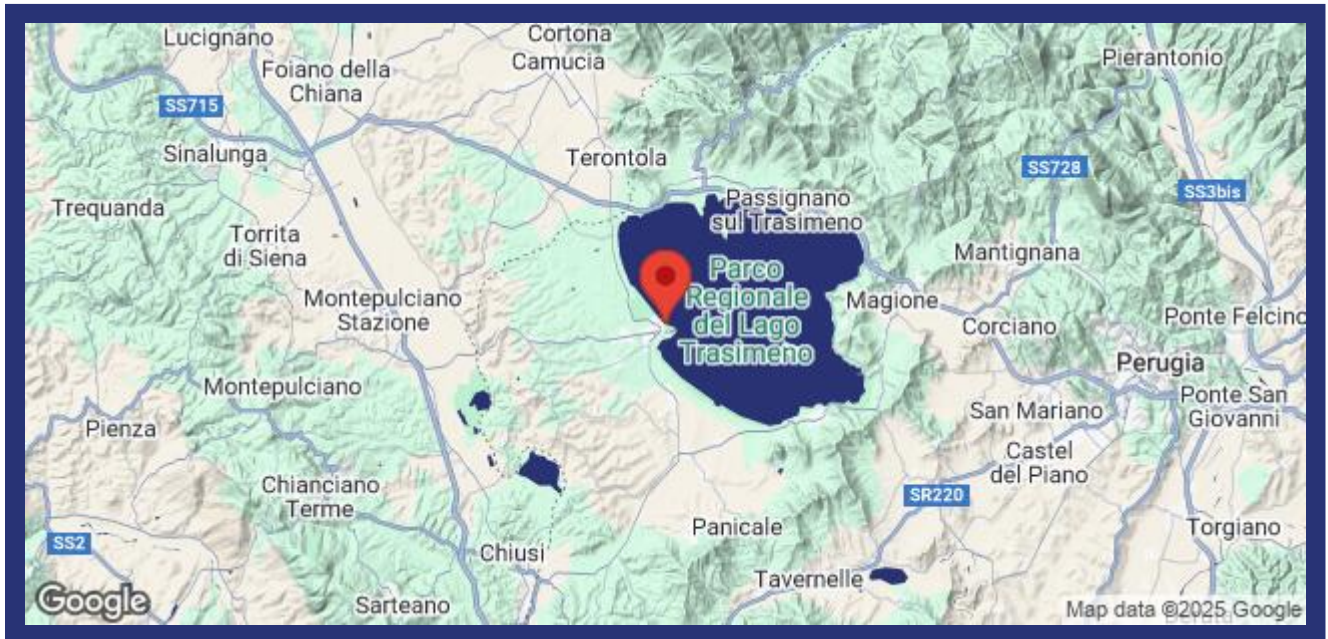 Lucignano
Cortona
Camucia
Pierantonio
Foiano della
Chiana
SS715
Sinalunga
Terontola
SS728
SS3bis
Trequanda
Passignano
sul Trasimeno
Torrita
di Siena
Mantignana
Parco
Regionale
del Lago
Trasimeno
Montepulciano
Stazione
Magione
Corciano
Ponte Felcino
Perugia
Montepulciano
Ponte San
Giovanni
San Mariano
Pienza
Castel
del Piano
Chianciano
Terme
SR220
Panicale
Torgiano
SS2
Chiusi
Tavernelle
Google
Sarteano
Map data ©2025 Google